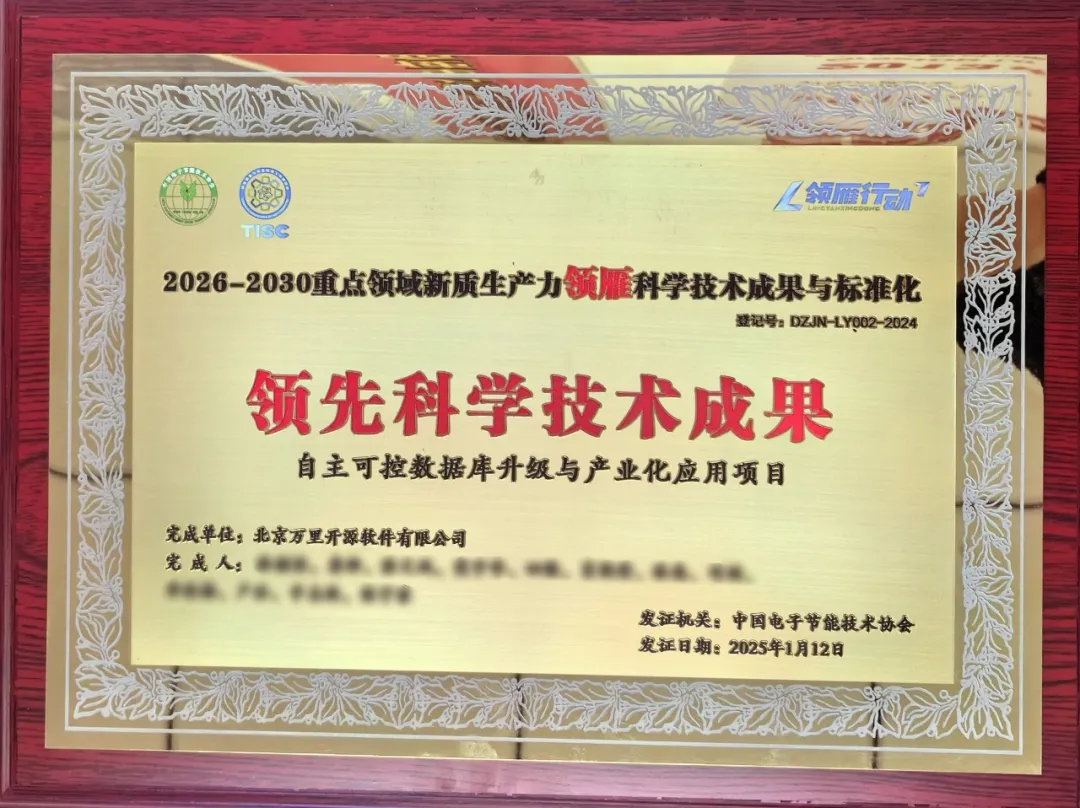 TISC
领雁行动
LINGYANXINGDONG
2026-2030重点领域新质生产力领雁科学技术成果与标准化
登记号：DZJN-LY002-2024
领先科学技术成果
自主可控数据库升级与产业化应用项目
完成单位：北京万里开源软件有限公司
完 成 人：
发证机关：中国电子节能技术协会
发证日期：2025年1月12日